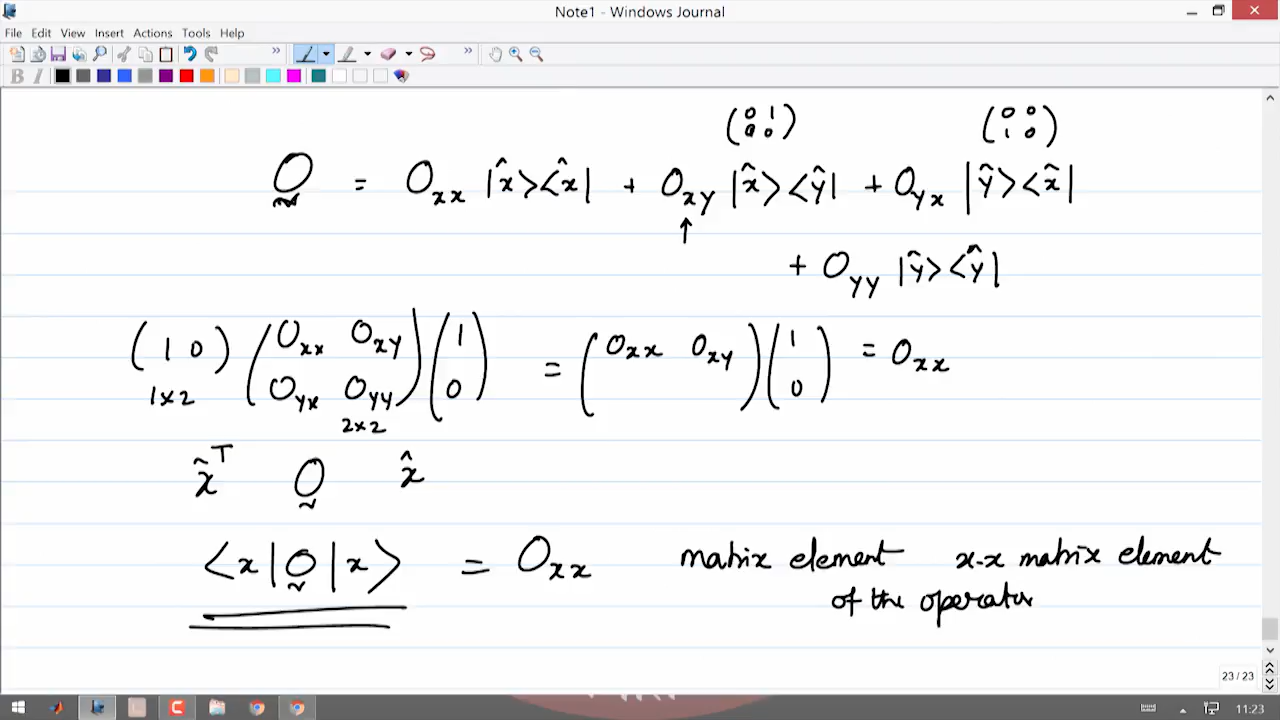 Note1 - Windows Journal
File Edit View Insert Actions Tools Help
B I
(0 1 (0 0
0 0) 1 0)
O̰ = Oxx |x̂><x̂| + Oxy |x̂><ŷ| + Oyx |ŷ><x̂|
↑
+ Oyy |ŷ><ŷ|
(1 0) (Oxx Oxy (1 = (Oxx Oxy) (1 = Oxx
1x2 Oyx Oyy) 0) 0)
2x2
x̂ᵀ O̰ x̂
<x|O̰|x> = Oxx matrix element x-x matrix element
of the operator
23 / 23
11:23